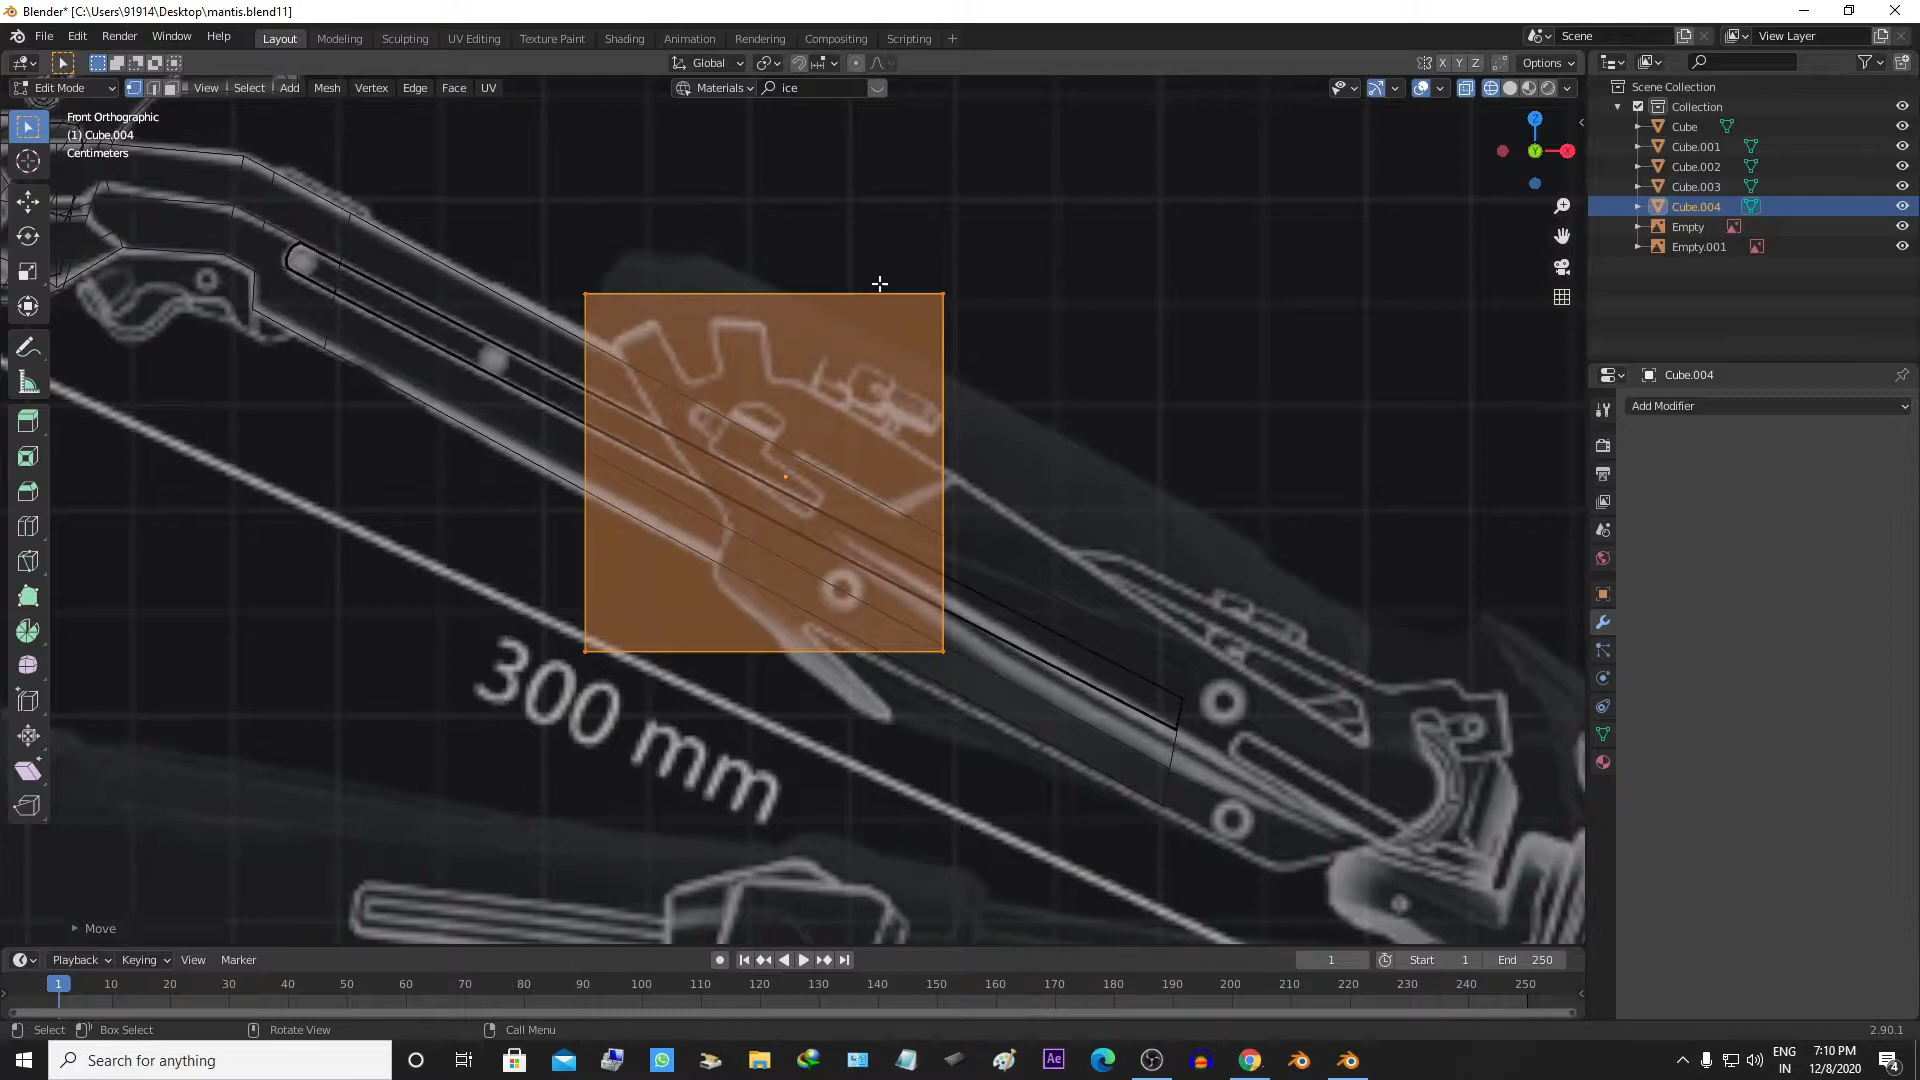 Blender* [C:\Users\91914\Desktop\mantis.blend11]
File Edit Render Window Help
Layout Modeling Sculpting UV Editing Texture Paint Shading Animation Rendering Compositing Scripting
Scene
View Layer
Global
X Y Z
Options
Edit Mode
View Select Add Mesh Vertex Edge Face UV
Materials
ice
Front Orthographic
(1) Cube.004
Centimeters
Z
Y
X
Scene Collection
Collection
Cube
Cube.001
Cube.002
Cube.003
Cube.004
Empty
Empty.001
Cube.004
Add Modifier
300 mm
Move
Playback Keying View Marker
1
Start 1
End 250
1 10 20 30 40 50 60 70 80 90 100 110 120 130 140 150 160 170 180 190 200 210 220 230 240 250
Select Box Select Rotate View Call Menu
2.90.1
Search for anything
Ae
ENG
IN
7:10 PM
12/8/2020
4